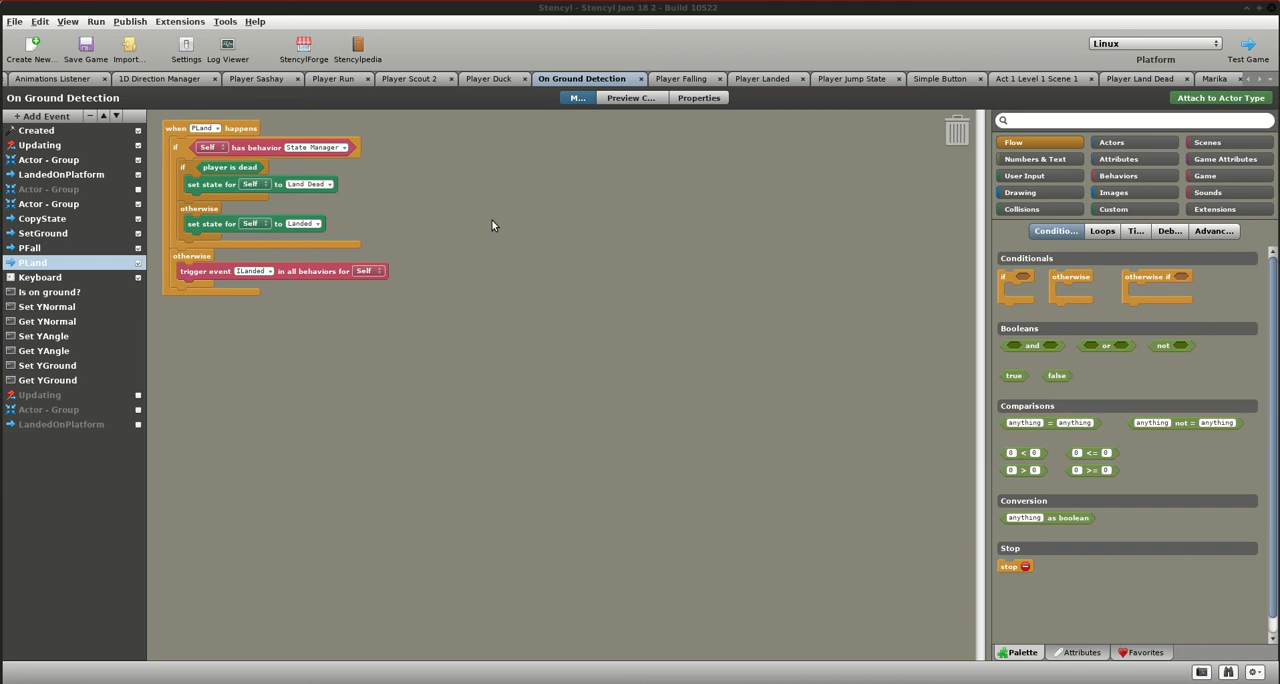 Stencyl - Stencyl Jam 18 2 - Build 10522
File Edit View Run Publish Extensions Tools Help
Create New... Save Game Import... Settings Log Viewer StencylForge Stencylpedia Linux Platform Test Game
Animations Listener 1D Direction Manager Player Sashay Player Run Player Scout 2 Player Duck On Ground Detection Player Falling Player Landed Player Jump State Simple Button Act 1 Level 1 Scene 1 Player Land Dead Marika
On Ground Detection M... Preview C... Properties Attach to Actor Type
+ Add Event
Created
Updating
Actor - Group
LandedOnPlatform
Actor - Group
Actor - Group
CopyState
SetGround
PFall
PLand
Keyboard
Is on ground?
Set YNormal
Get YNormal
Set YAngle
Get YAngle
Set YGround
Get YGround
Updating
Actor - Group
LandedOnPlatform
when PLand happens
if Self has behavior State Manager
if player is dead
set state for Self to Land Dead
otherwise
set state for Self to Landed
otherwise
trigger event ILanded in all behaviors for Self
Flow Actors Scenes
Numbers & Text Attributes Game Attributes
User Input Behaviors Game
Drawing Images Sounds
Collisions Custom Extensions
Conditio... Loops Ti... Deb... Advanc...
Conditionals
if otherwise otherwise if
Booleans
and or not
true false
Comparisons
anything = anything anything not = anything
0 < 0 0 <= 0
0 > 0 0 >= 0
Conversion
anything as boolean
Stop
stop
Palette Attributes Favorites